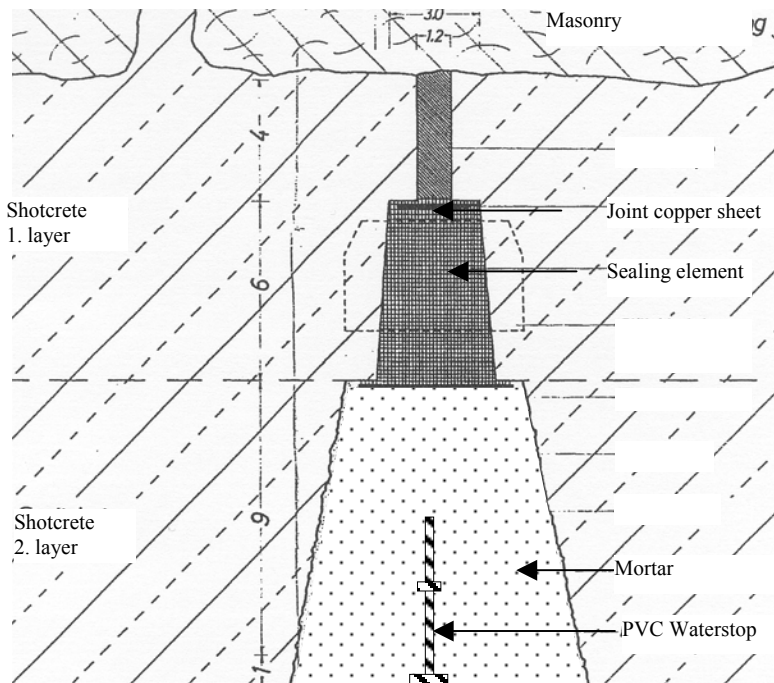 3.0
1.2
Masonry
g
4
Shotcrete
1. layer
Joint copper sheet
6
Sealing element
9
Shotcrete
2. layer
Mortar
PVC Waterstop
1